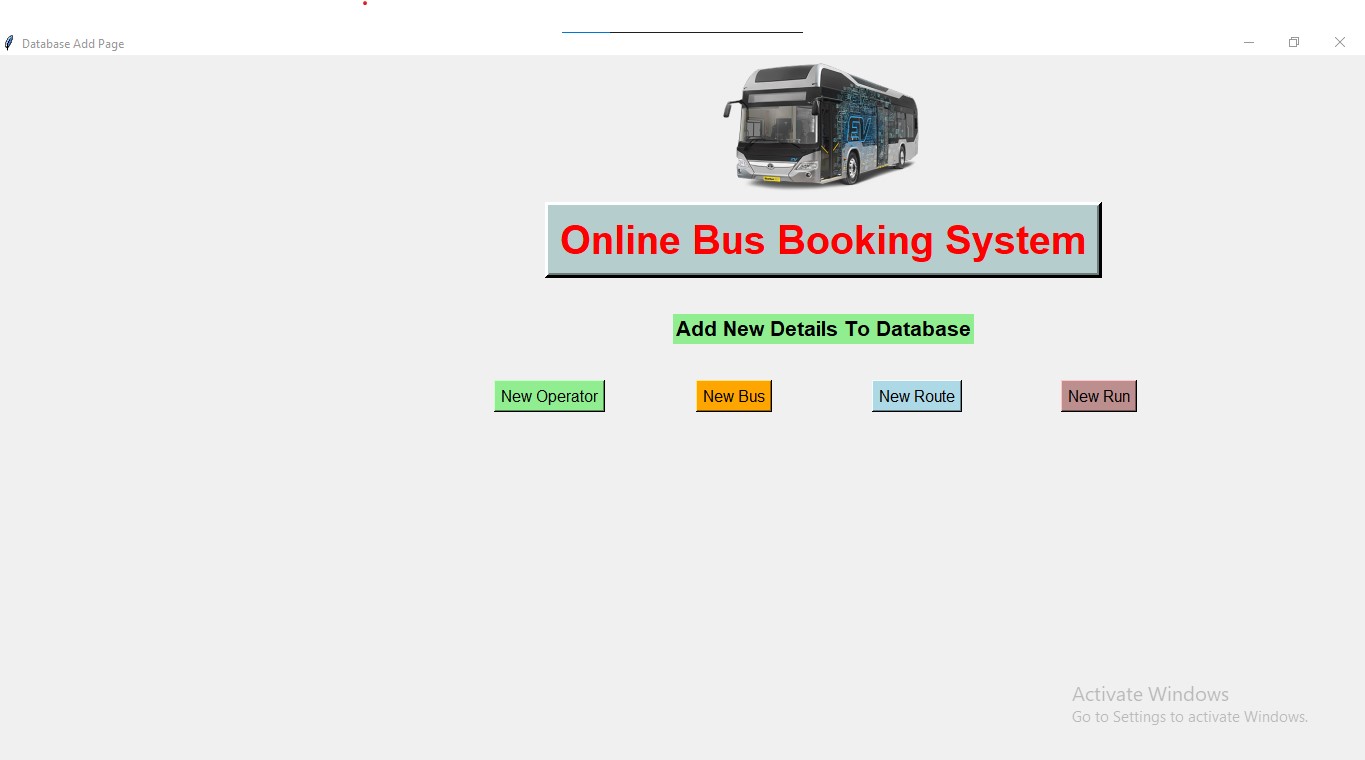 Database Add Page
EV
Online Bus Booking System
Add New Details To Database
New Operator
New Bus
New Route
New Run
Activate Windows
Go to Settings to activate Windows.